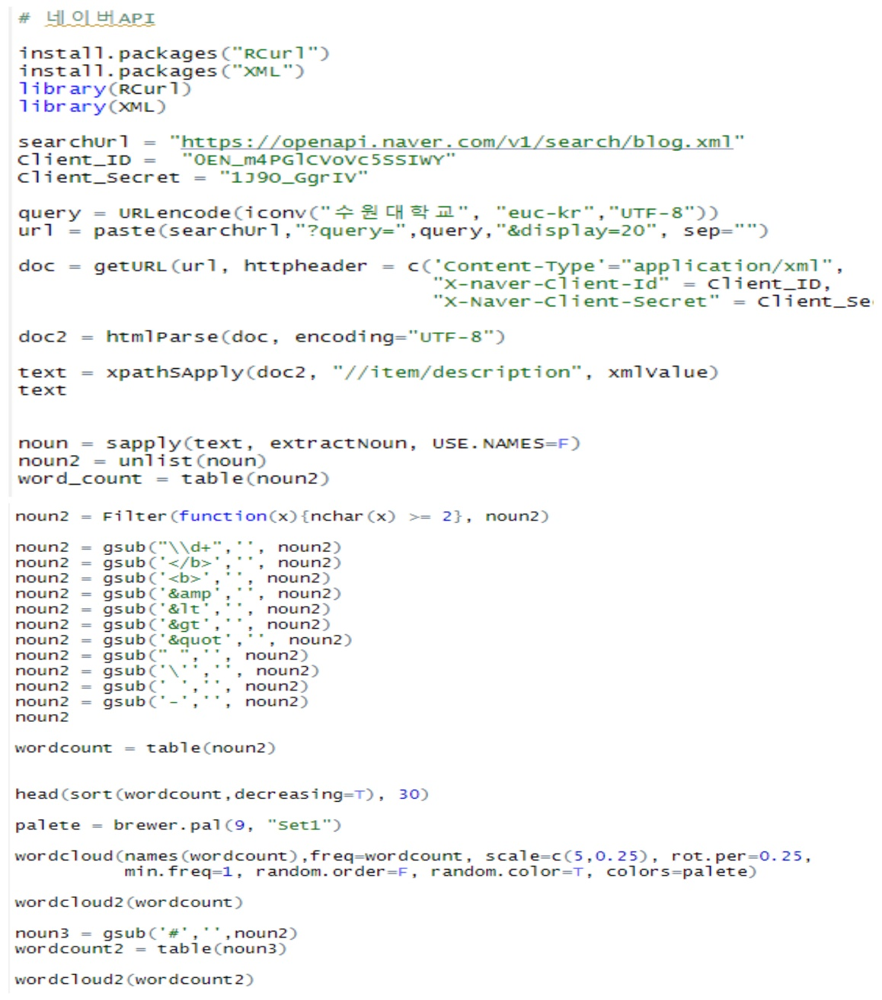 # 네이버API
install.packages("RCurl")
install.packages("XML")
library(RCurl)
library(XML)
searchUrl = "https://openapi.naver.com/v1/search/blog.xml"
Client_ID =
Client_Secret =
query = URLencode(iconv("수원대학교", "euc-kr","UTF-8"))
url = paste(searchUrl,"?query=",query,"&display=20", sep="")
doc = getURL(url, httpheader = c('Content-Type'="application/xml",
"X-naver-Client-Id" = Client_ID,
"X-Naver-Client-Secret" = Client_Se
doc2 = htmlParse(doc, encoding="UTF-8")
text = xpathSApply(doc2, "//item/description", xmlValue)
text
noun = sapply(text, extractNoun, USE.NAMES=F)
noun2 = unlist(noun)
word_count = table(noun2)
noun2 = Filter(function(x){nchar(x) >= 2}, noun2)
noun2 = gsub("\\d+",'', noun2)
noun2 = gsub('</b>','', noun2)
noun2 = gsub('<b>','', noun2)
noun2 = gsub('&amp','', noun2)
noun2 = gsub('&lt','', noun2)
noun2 = gsub('&gt','', noun2)
noun2 = gsub('&quot','', noun2)
noun2 = gsub(" ",'', noun2)
noun2 = gsub('\'','', noun2)
noun2 = gsub(' ','', noun2)
noun2 = gsub('-','', noun2)
noun2
wordcount = table(noun2)
head(sort(wordcount,decreasing=T), 30)
palete = brewer.pal(9, "Set1")
wordcloud(names(wordcount),freq=wordcount, scale=c(5,0.25), rot.per=0.25,
min.freq=1, random.order=F, random.color=T, colors=palete)
wordcloud2(wordcount)
noun3 = gsub('#','',noun2)
wordcount2 = table(noun3)
wordcloud2(wordcount2)